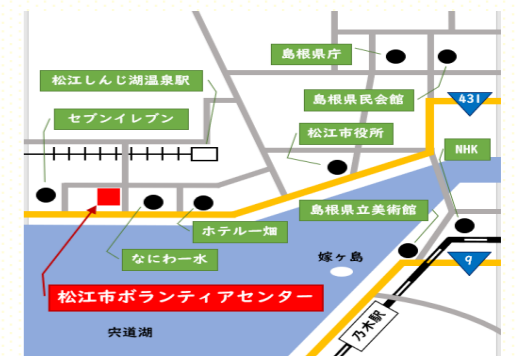 島根県庁
松江しんじ湖温泉駅
島根県民会館
431
セブンイレブン
松江市役所
NHK
島根県立美術館
ホテル一畑
なにわ一水
嫁ヶ島
9
松江市ボランティアセンター
乃木駅
宍道湖